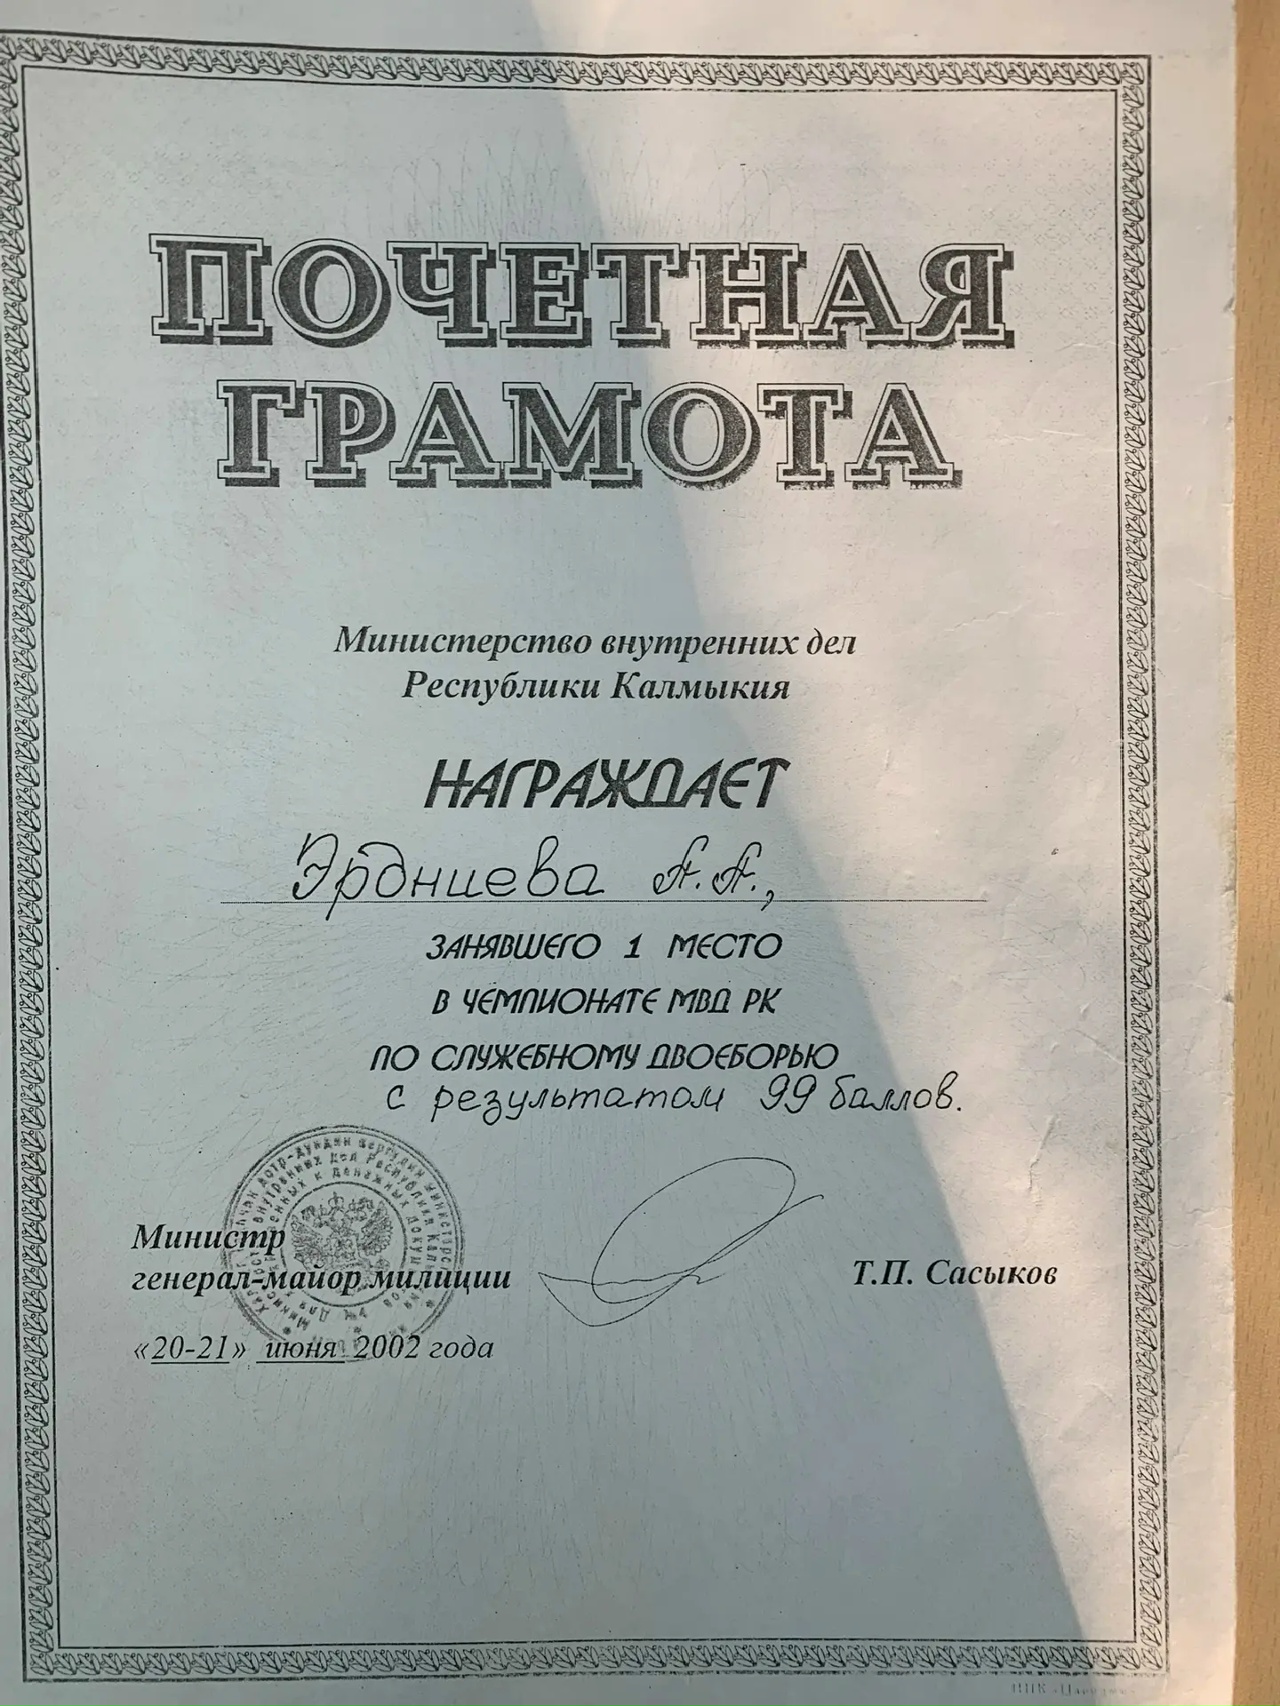 ПОЧЕТНАЯ
ГРАМОТА
Министерство внутренних дел
Республики Калмыкия
НАГРАЖДАЕТ
Эрдниева А.А.,
ЗАНЯВШЕГО 1 МЕСТО
В ЧЕМПИОНАТЕ МВД РК
ПО СЛУЖЕБНОМУ ДВОЕБОРЬЮ
с результатом 99 баллов.
Министр
генерал-майор милиции
Т.П. Сасыков
«20-21» июня 2002 года